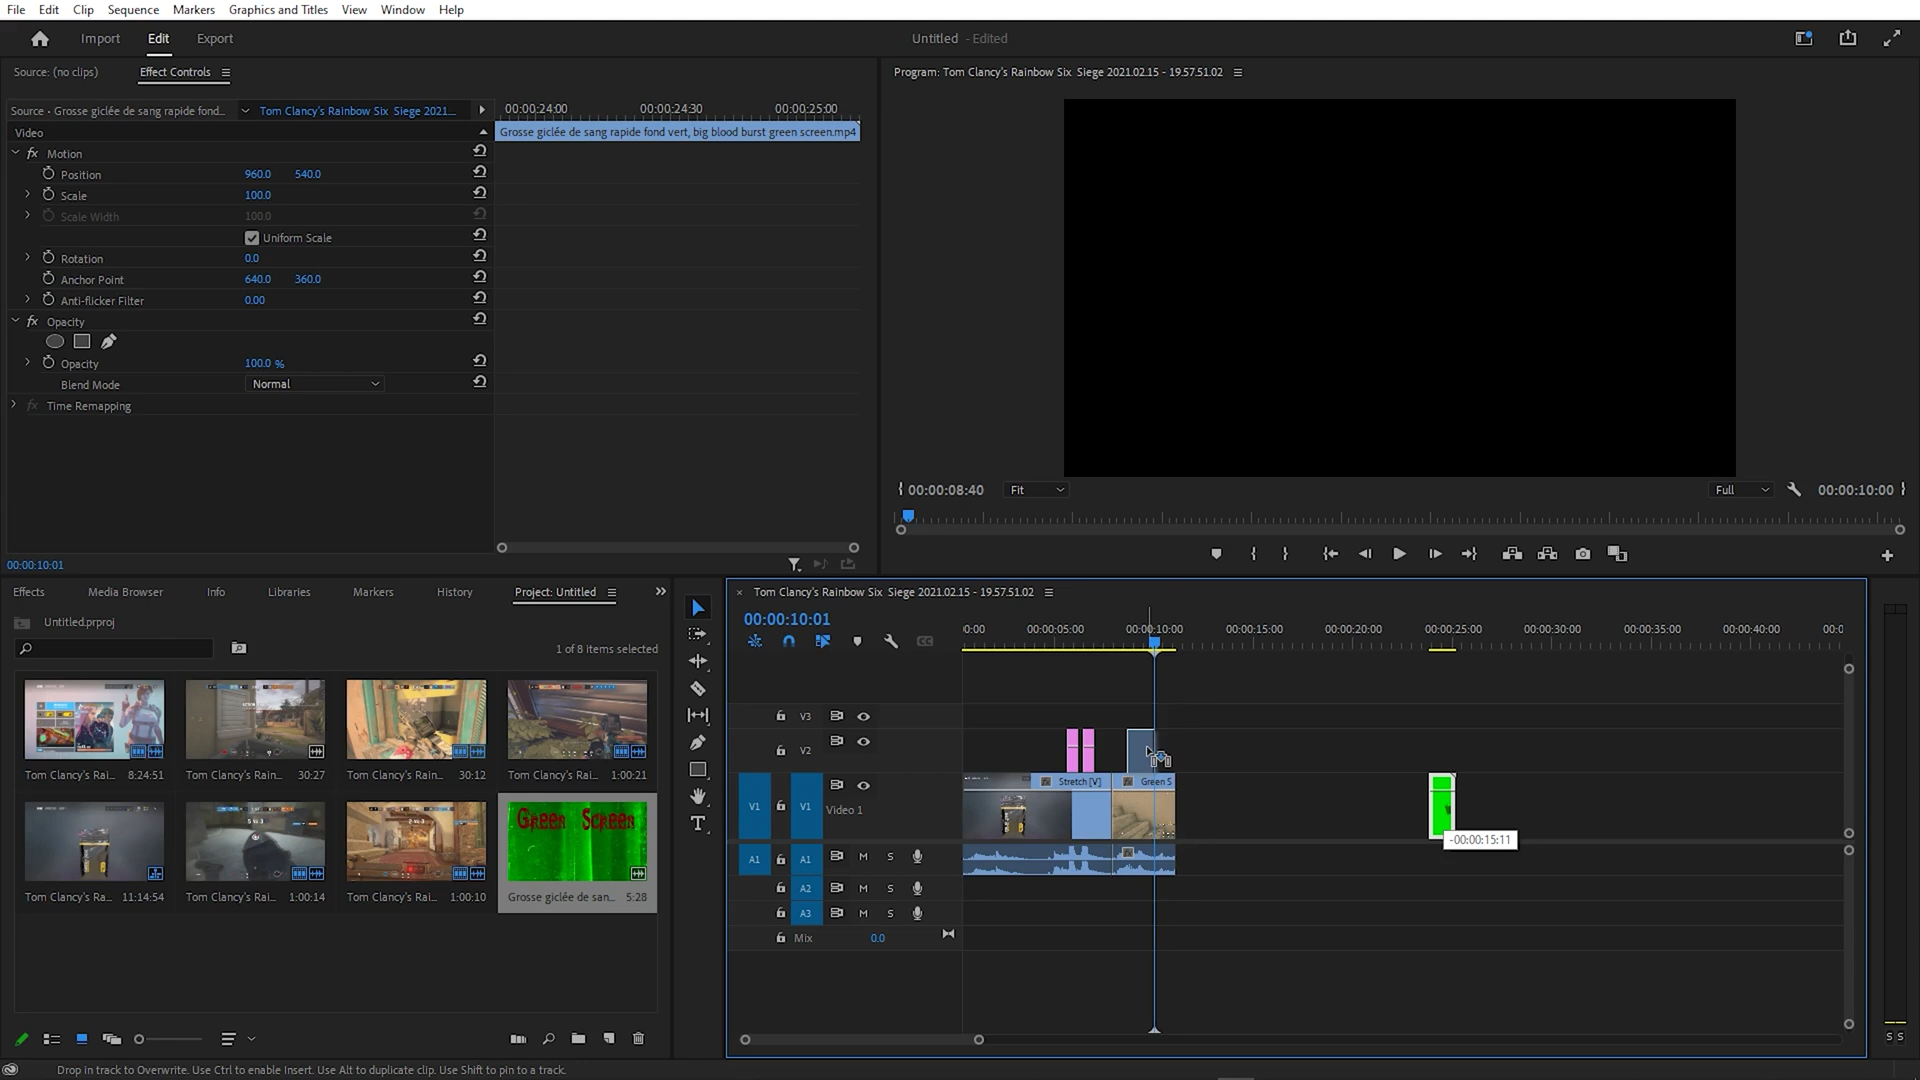 File Edit Clip Sequence Markers Graphics and Titles View Window Help
Import Edit Export
Untitled - Edited
Source: (no clips) Effect Controls
Program: Tom Clancy's Rainbow Six Siege 2021.02.15 - 19.57.51.02
Source • Grosse giclée de sang rapide fond... Tom Clancy's Rainbow Six Siege 2021....
00:00:24:00 00:00:24:30 00:00:25:00
Video
Grosse giclée de sang rapide fond vert, big blood burst green screen.mp4
fx Motion
Position 960.0 540.0
Scale 100.0
Scale Width 100.0
Uniform Scale
Rotation 0.0
Anchor Point 640.0 360.0
Anti-flicker Filter 0.00
fx Opacity
Opacity 100.0 %
Blend Mode Normal
fx Time Remapping
00:00:08:40 Fit Full 00:00:10:00
00:00:10:01
Effects Media Browser Info Libraries Markers History Project: Untitled
Untitled.prproj
1 of 8 items selected
Tom Clancy's Rain... 8:24:51
Tom Clancy's Rai... 30:27
Tom Clancy's Rai... 30:12
Tom Clancy's Rai... 1:00:21
Green Screen
Tom Clancy's Ra... 11:14:54
Tom Clancy's Rai... 1:00:14
Tom Clancy's Rai... 1:00:10
Grosse giclée de san... 5:28
Tom Clancy's Rainbow Six Siege 2021.02.15 - 19.57.51.02
00:00:10:01
:00:00 00:00:05:00 00:00:10:00 00:00:15:00 00:00:20:00 00:00:25:00 00:00:30:00 00:00:35:00 00:00:40:00 00:0
V3
V2
V1 V1 Video 1
Stretch [V] Green S
-00:00:15:11
A1 A1 M S
A2 M S
A3 M S
Mix 0.0
S S
Drop in track to Overwrite. Use Ctrl to enable Insert. Use Alt to duplicate clip. Use Shift to pin to a track.